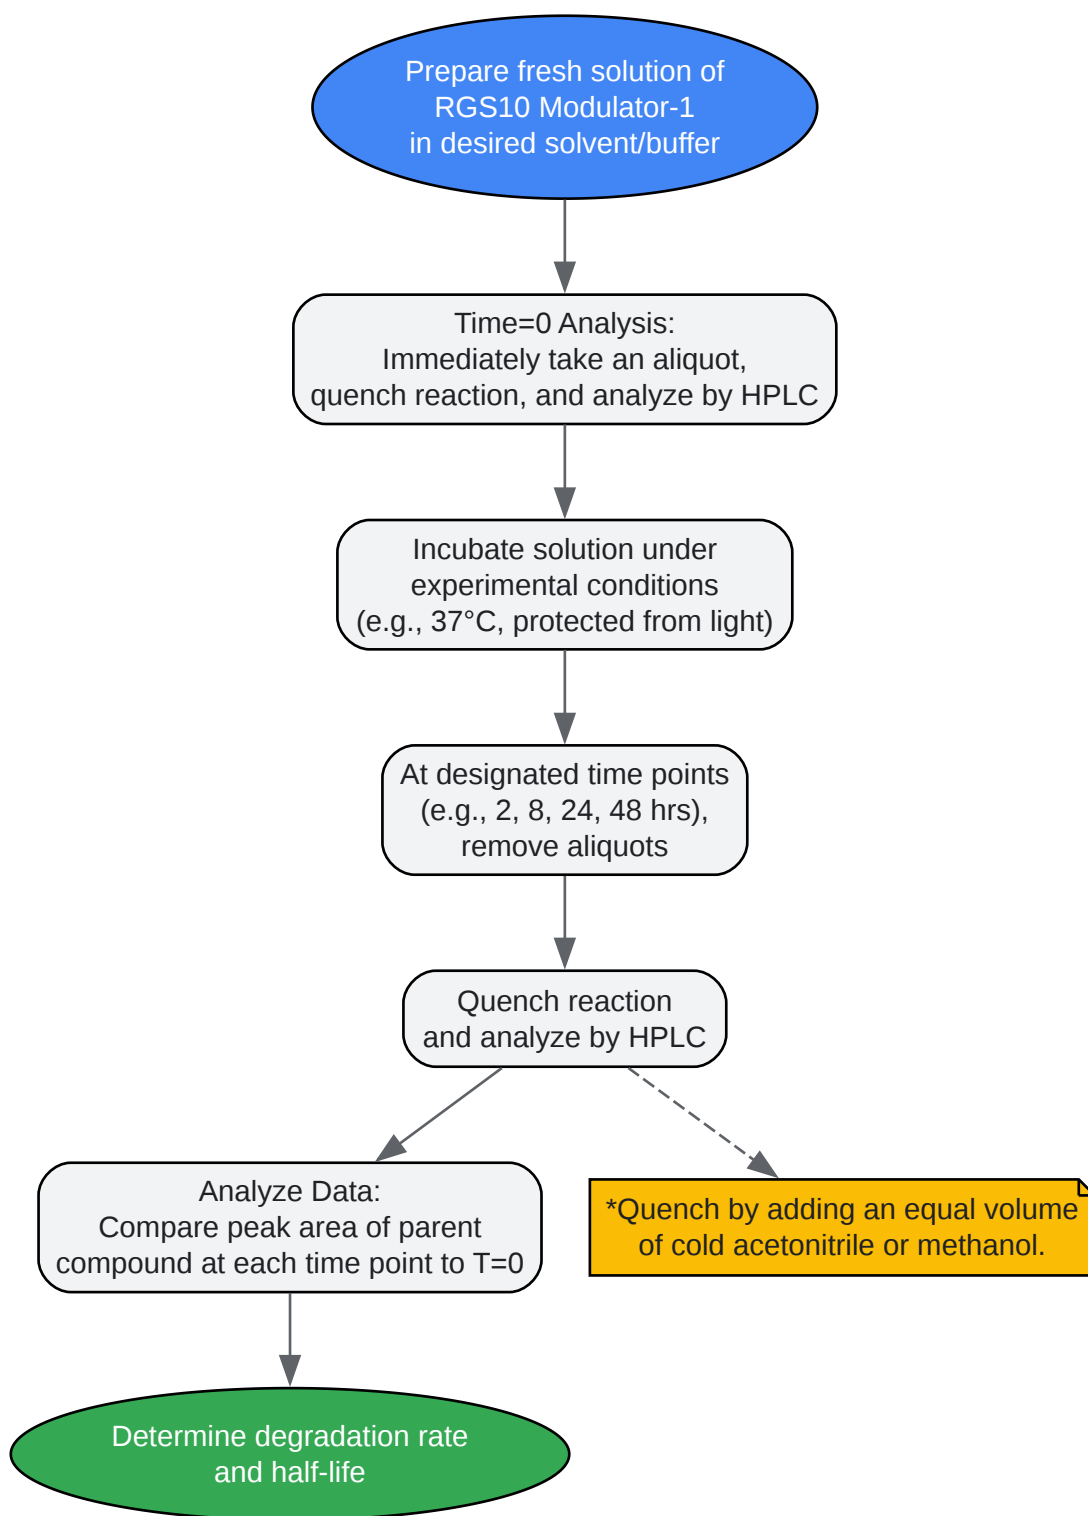 Prepare fresh solution of
RGS10 Modulator-1
in desired solvent/buffer
Time=0 Analysis:
Immediately take an aliquot,
quench reaction, and analyze by HPLC
Incubate solution under
experimental conditions
(e.g., 37°C, protected from light)
At designated time points
(e.g., 2, 8, 24, 48 hrs),
remove aliquots
Quench reaction
and analyze by HPLC
Analyze Data:
Compare peak area of parent
compound at each time point to T=0
*Quench by adding an equal volume
of cold acetonitrile or methanol.
Determine degradation rate
and half-life